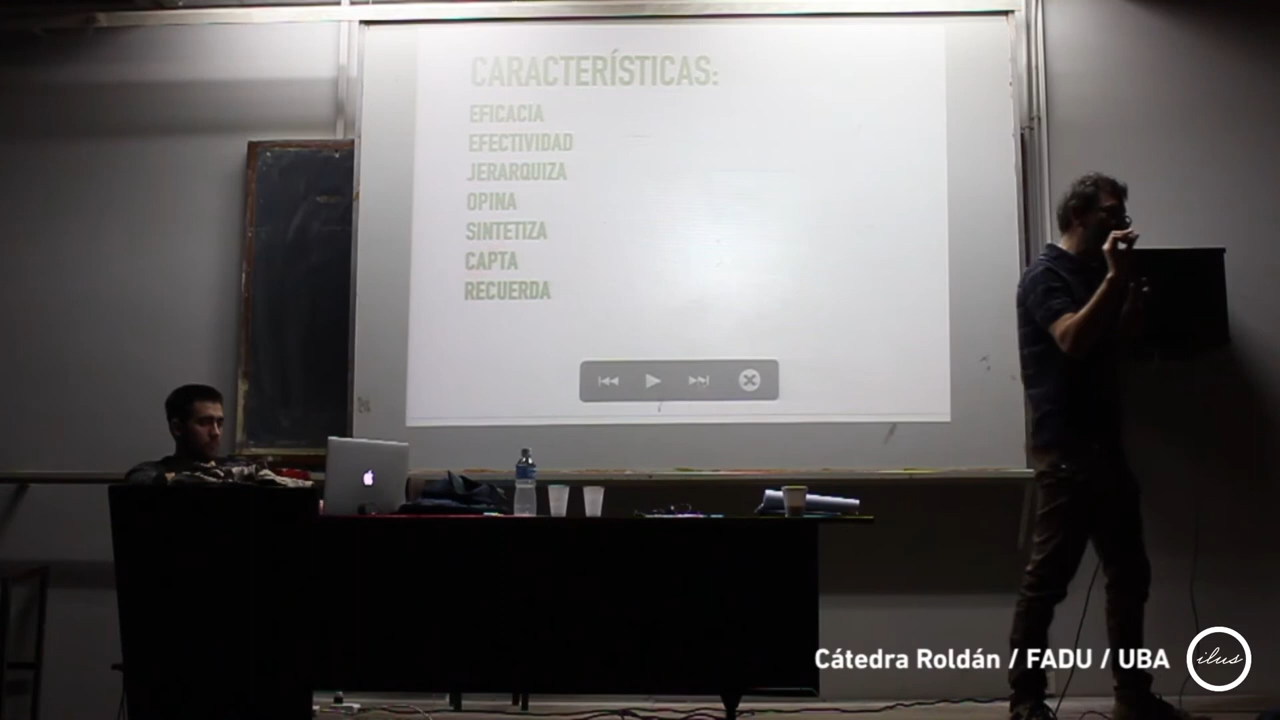 CARACTERÍSTICAS:
EFICACIA
EFECTIVIDAD
JERARQUIZA
OPINA
SINTETIZA
CAPTA
RECUERDA
Cátedra Roldán / FADU / UBA
ilus